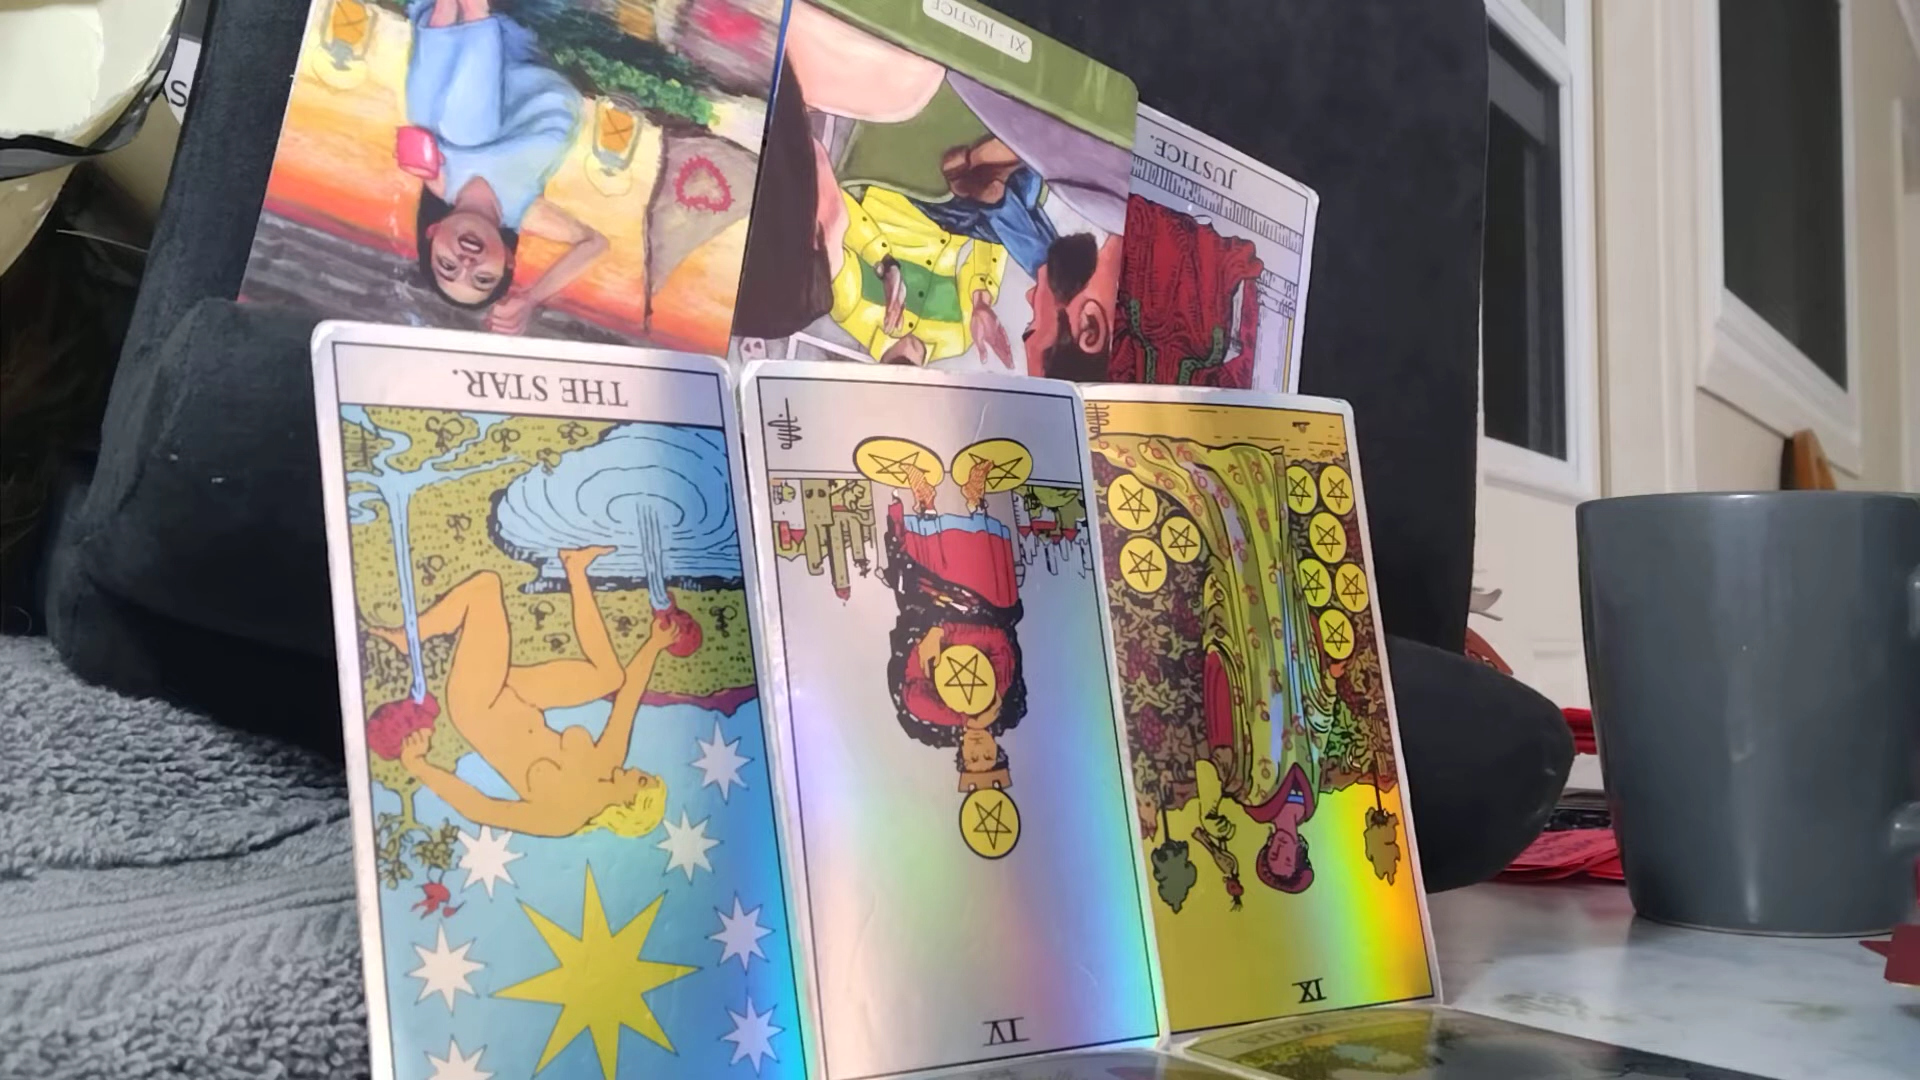 XI - JUSTICE
JUSTICE.
THE STAR.
IV
IX